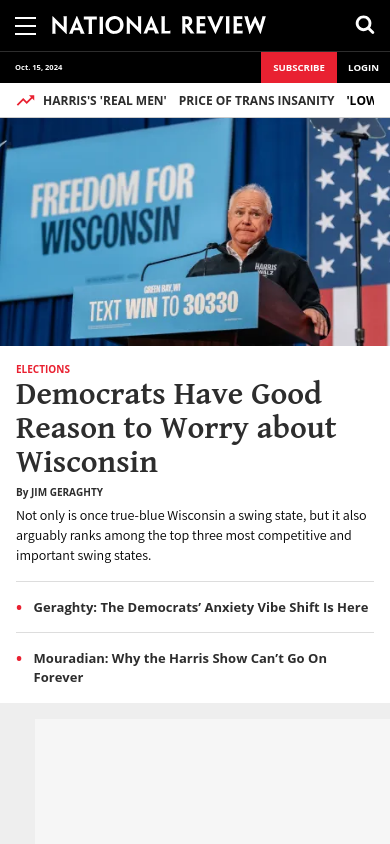 NATIONAL REVIEW
Oct. 15, 2024
SUBSCRIBE
LOGIN
HARRIS'S 'REAL MEN' PRICE OF TRANS INSANITY 'LOW
FREEDOM FOR
WISCONSIN
HARRIS
WALZ
GREEN BAY, WI
TEXT WIN TO 30330
ELECTIONS
Democrats Have Good
Reason to Worry about
Wisconsin
By JIM GERAGHTY
Not only is once true-blue Wisconsin a swing state, but it also
arguably ranks among the top three most competitive and
important swing states.
• Geraghty: The Democrats’ Anxiety Vibe Shift Is Here
• Mouradian: Why the Harris Show Can’t Go On
Forever